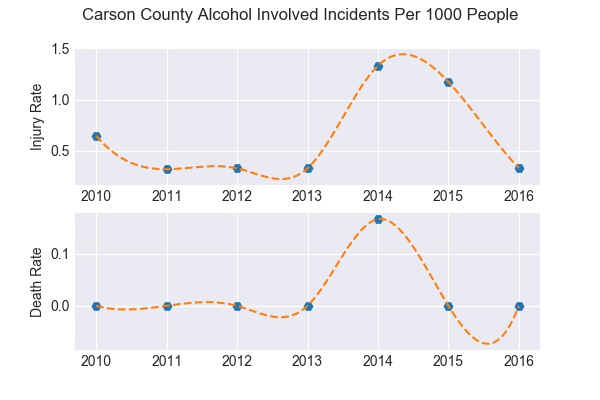 Carson County Alcohol Involved Incidents Per 1000 People
1.5
1.0
0.5
Injury Rate
2010 2011 2012 2013 2014 2015 2016
0.1
0.0
Death Rate
2010 2011 2012 2013 2014 2015 2016